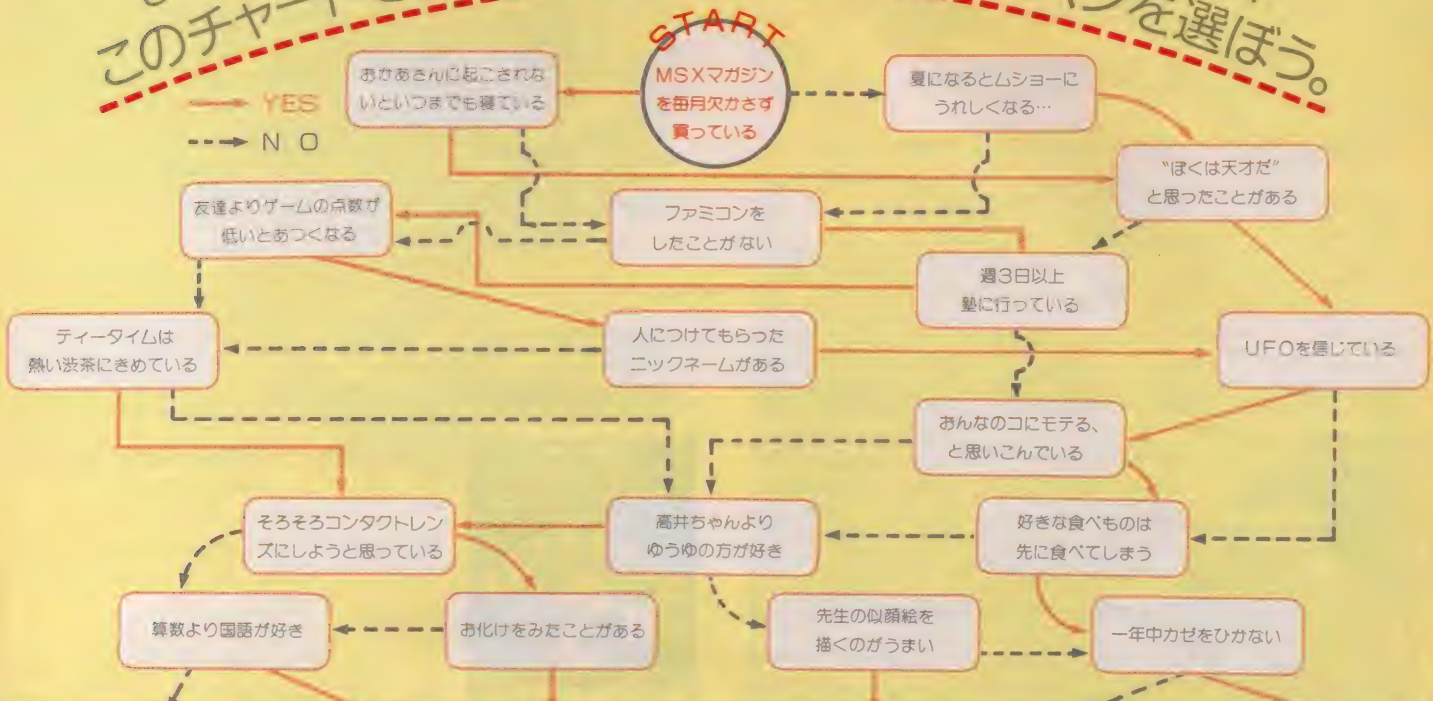 このチャートで
マンを選ぼう。
START
MSXマガジン
を毎月欠かさず
買っている
YES
NO
おかあさんに起こされな
いといつまでも寝ている
夏になるとムショーに
うれしくなる…
“ぼくは天才だ”
と思ったことがある
友達よりゲームの点数が
低いとあつくなる
ファミコンを
したことがない
週3日以上
塾に行っている
ティータイムは
熱い渋茶にきめている
人につけてもらった
ニックネームがある
UFOを信じている
おんなのコにモテる、
と思いこんでいる
そろそろコンタクトレン
ズにしようと思っている
高井ちゃんより
ゆうゆの方が好き
好きな食べものは
先に食べてしまう
算数より国語が好き
お化けをみたことがある
先生の似顔絵を
描くのがうまい
一年中カゼをひかない